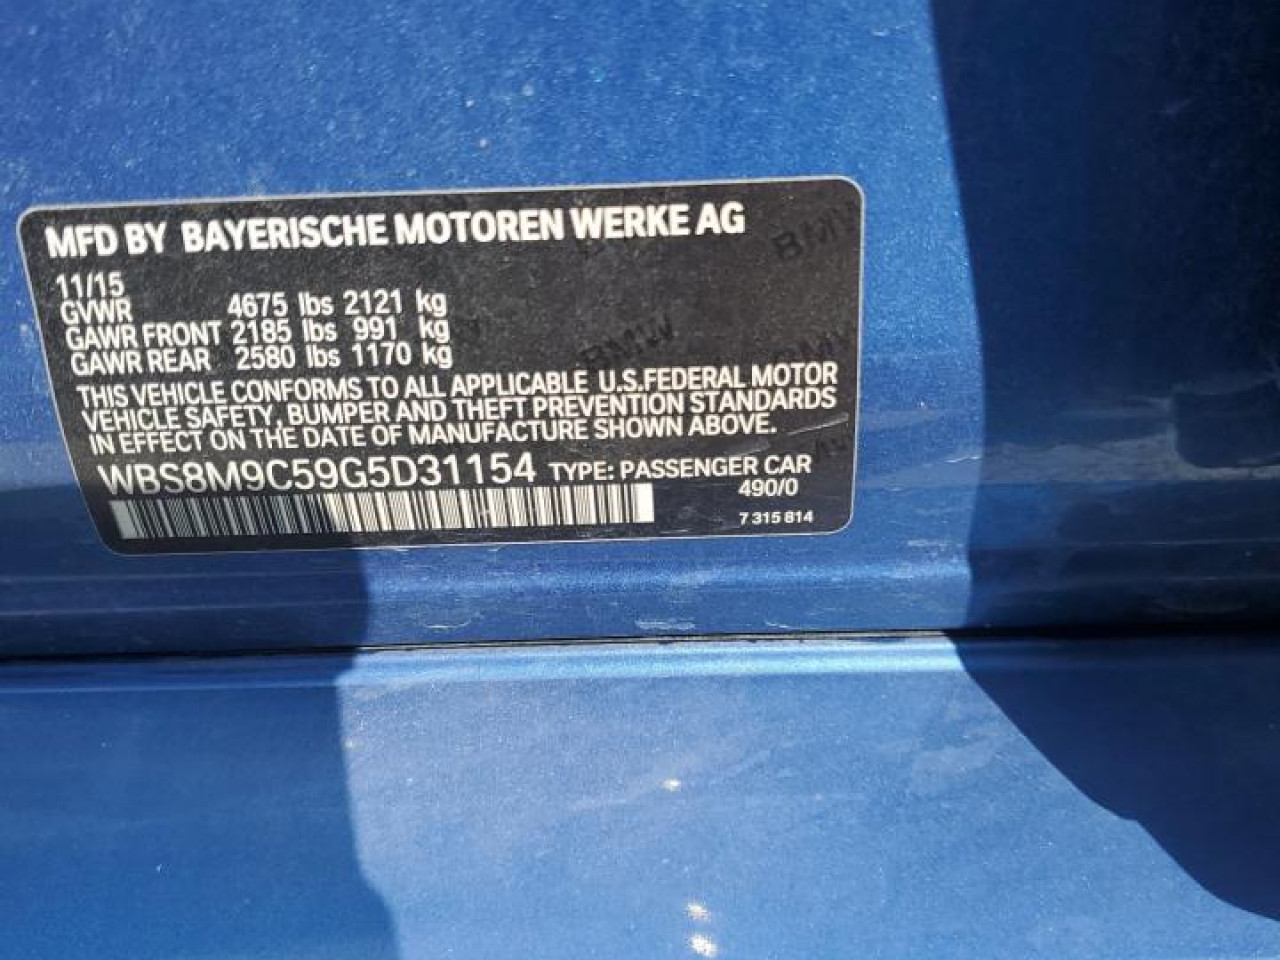 MFD BY BAYERISCHE MOTOREN WERKE AG
11/15
GVWR 4675 lbs 2121 kg
GAWR FRONT 2185 lbs 991 kg
GAWR REAR 2580 lbs 1170 kg
THIS VEHICLE CONFORMS TO ALL APPLICABLE U.S.FEDERAL MOTOR
VEHICLE SAFETY, BUMPER AND THEFT PREVENTION STANDARDS
IN EFFECT ON THE DATE OF MANUFACTURE SHOWN ABOVE.
WBS8M9C59G5D31154 TYPE: PASSENGER CAR
490/0
7 315 814
BMW
BMW